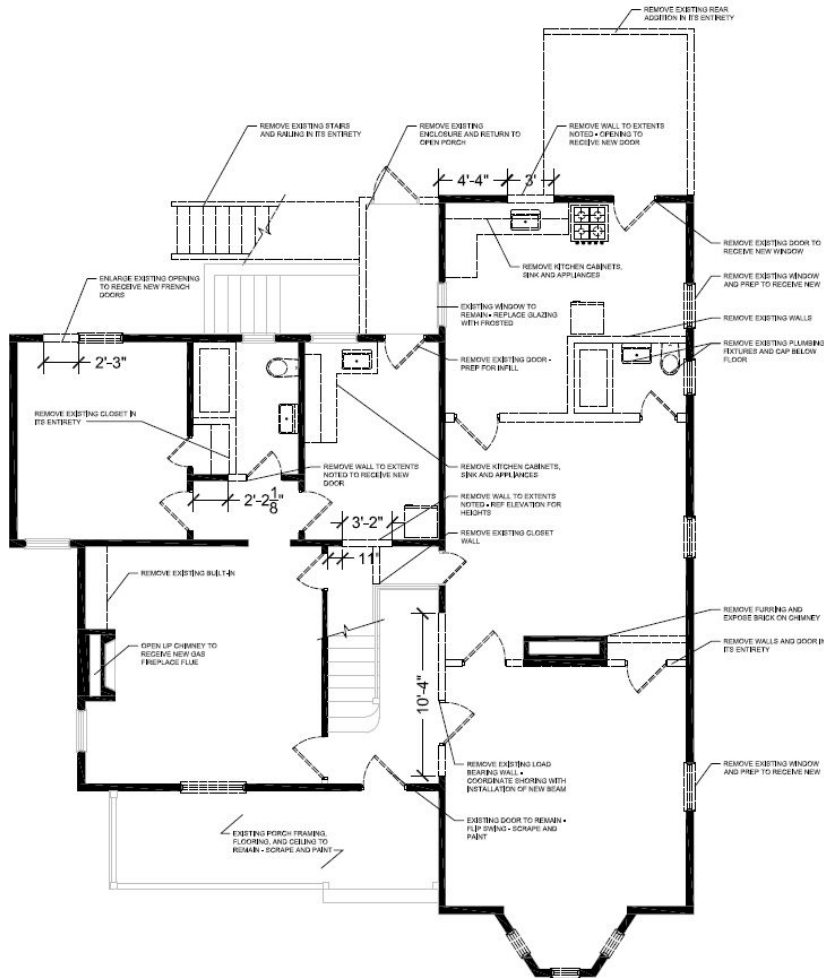 REMOVE EXISTING REAR
ADDITION IN ITS ENTIRETY
REMOVE EXISTING STAIRS
AND RAILING IN ITS ENTIRETY
REMOVE EXISTING
ENCLOSURE AND RETURN TO
OPEN PORCH
REMOVE WALL TO EXTENTS
NOTED - OPENING TO
RECEIVE NEW DOOR
4'-4"
3'
REMOVE EXISTING DOOR TO
RECEIVE NEW WINDOW
REMOVE KITCHEN CABINETS,
SINK AND APPLIANCES
ENLARGE EXISTING OPENING
TO RECEIVE NEW FRENCH
DOORS
REMOVE EXISTING WINDOW
AND PREP TO RECEIVE NEW
EXISTING WINDOW TO
REMAIN - REPLACE GLAZING
WITH FROSTED
REMOVE EXISTING WALLS
REMOVE EXISTING PLUMBING
FIXTURES AND CAP BELOW
FLOOR
2'-3"
REMOVE EXISTING DOOR -
PREP FOR INFILL
REMOVE EXISTING CLOSET IN
ITS ENTIRETY
REMOVE WALL TO EXTENTS
NOTED TO RECEIVE NEW
DOOR
REMOVE KITCHEN CABINETS,
SINK AND APPLIANCES
2'-2 1/8"
REMOVE WALL TO EXTENTS
NOTED - REF ELEVATION FOR
HEIGHTS
3'-2"
REMOVE EXISTING CLOSET
WALL
11"
REMOVE EXISTING BUILT-IN
REMOVE FURRING AND
EXPOSE BRICK ON CHIMNEY
OPEN UP CHIMNEY TO
RECEIVE NEW GAS
FIREPLACE FLUE
REMOVE WALLS AND DOOR IN
ITS ENTIRETY
10'-4"
REMOVE EXISTING LOAD
BEARING WALL -
COORDINATE SHORING WITH
INSTALLATION OF NEW BEAM
REMOVE EXISTING WINDOW
AND PREP TO RECEIVE NEW
EXISTING DOOR TO REMAIN -
FLIP SWING - SCRAPE AND
PAINT
EXISTING PORCH FRAMING,
FLOORING, AND CEILING TO
REMAIN - SCRAPE AND PAINT